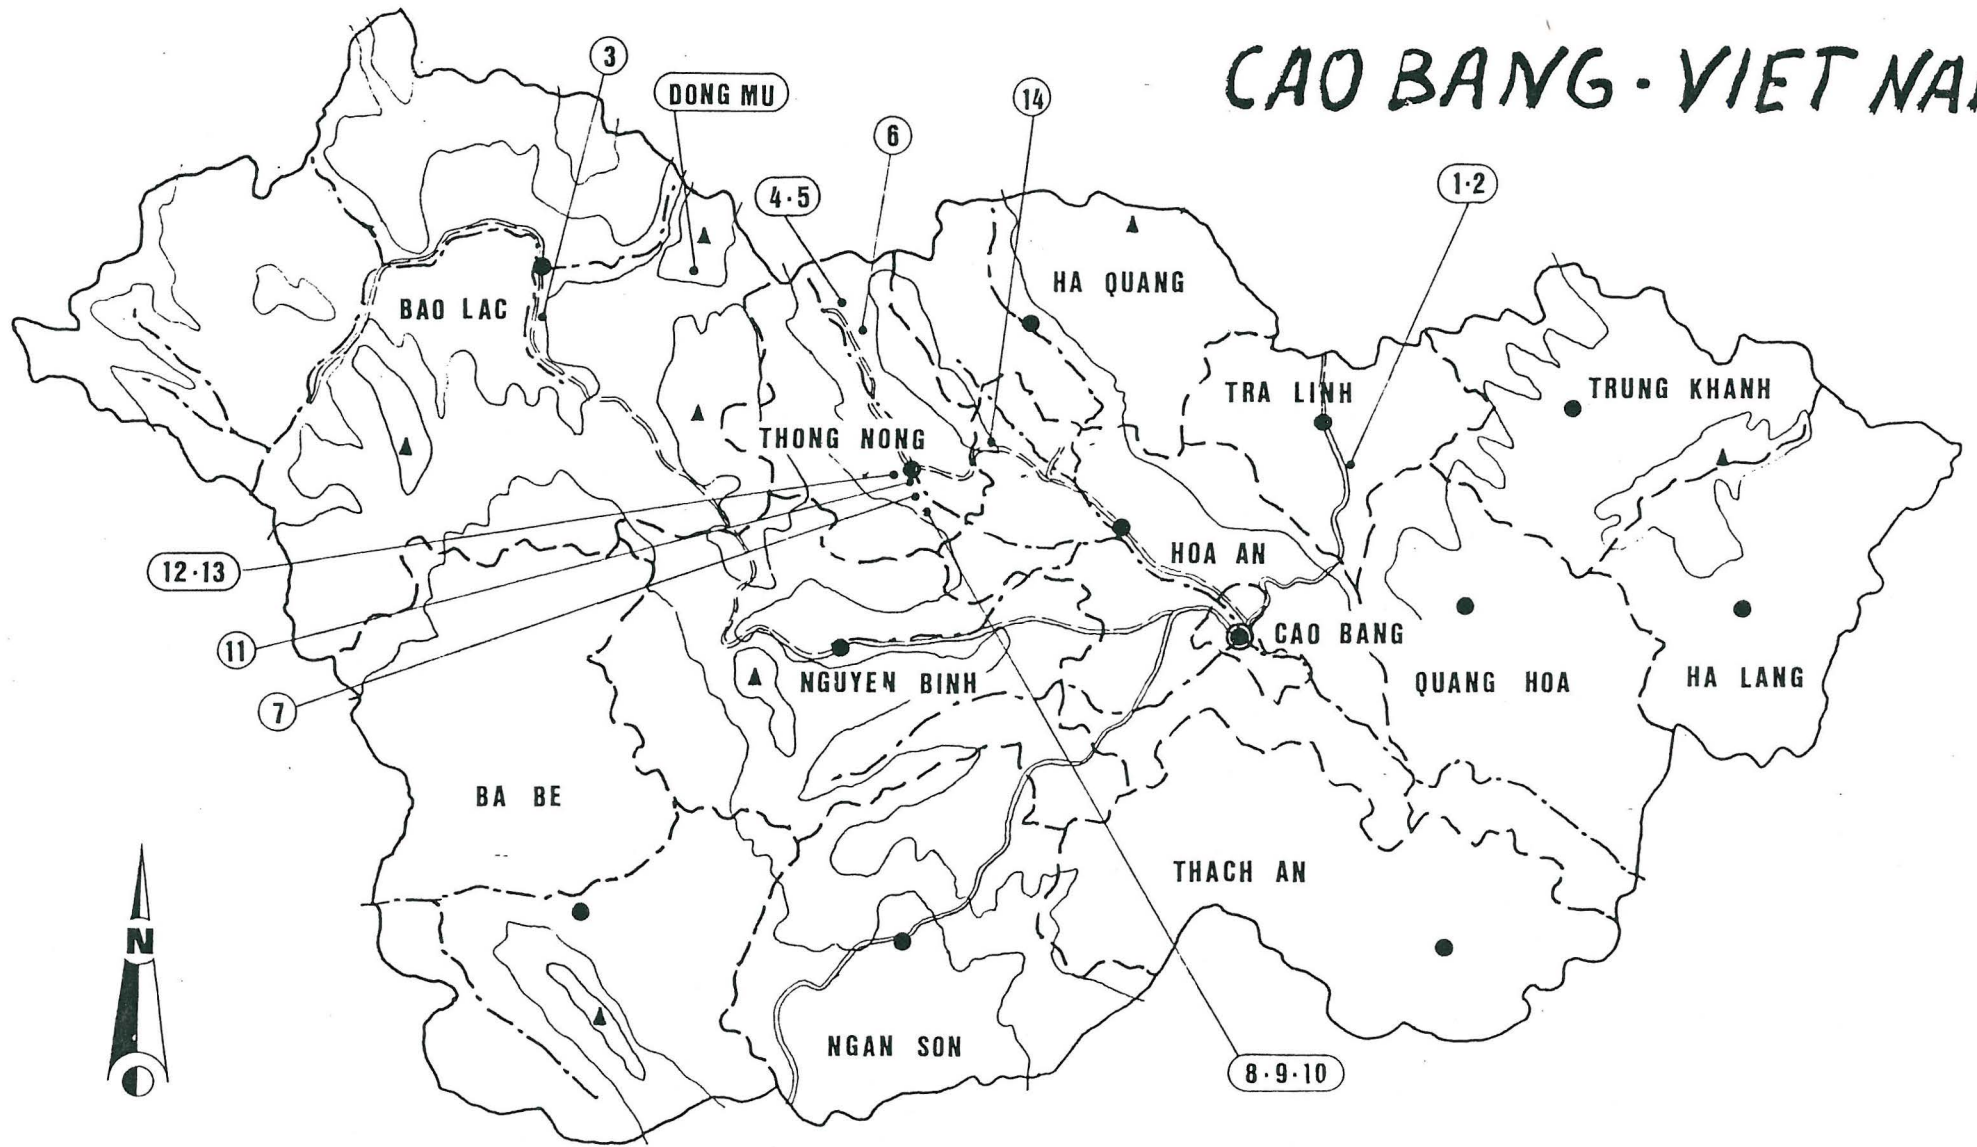 CAO BANG · VIET NA
3
DONG MU
14
6
4·5
1·2
HA QUANG
BAO LAC
TRA LINH
TRUNG KHANH
THONG NONG
HOA AN
12·13
CAO BANG
11
NGUYEN BINH
QUANG HOA
HA LANG
7
BA BE
THACH AN
N
NGAN SON
8·9·10